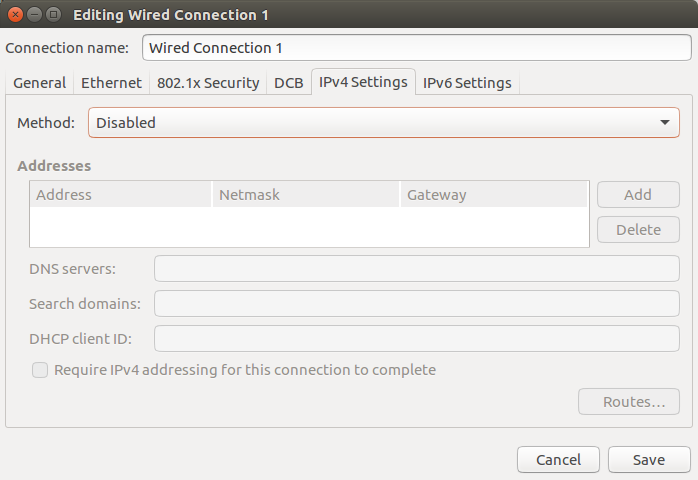 Editing Wired Connection 1
Connection name: Wired Connection 1
General Ethernet 802.1x Security DCB IPv4 Settings IPv6 Settings
Method: Disabled
Addresses
Address Netmask Gateway Add
Delete
DNS servers:
Search domains:
DHCP client ID:
Require IPv4 addressing for this connection to complete
Routes...
Cancel Save